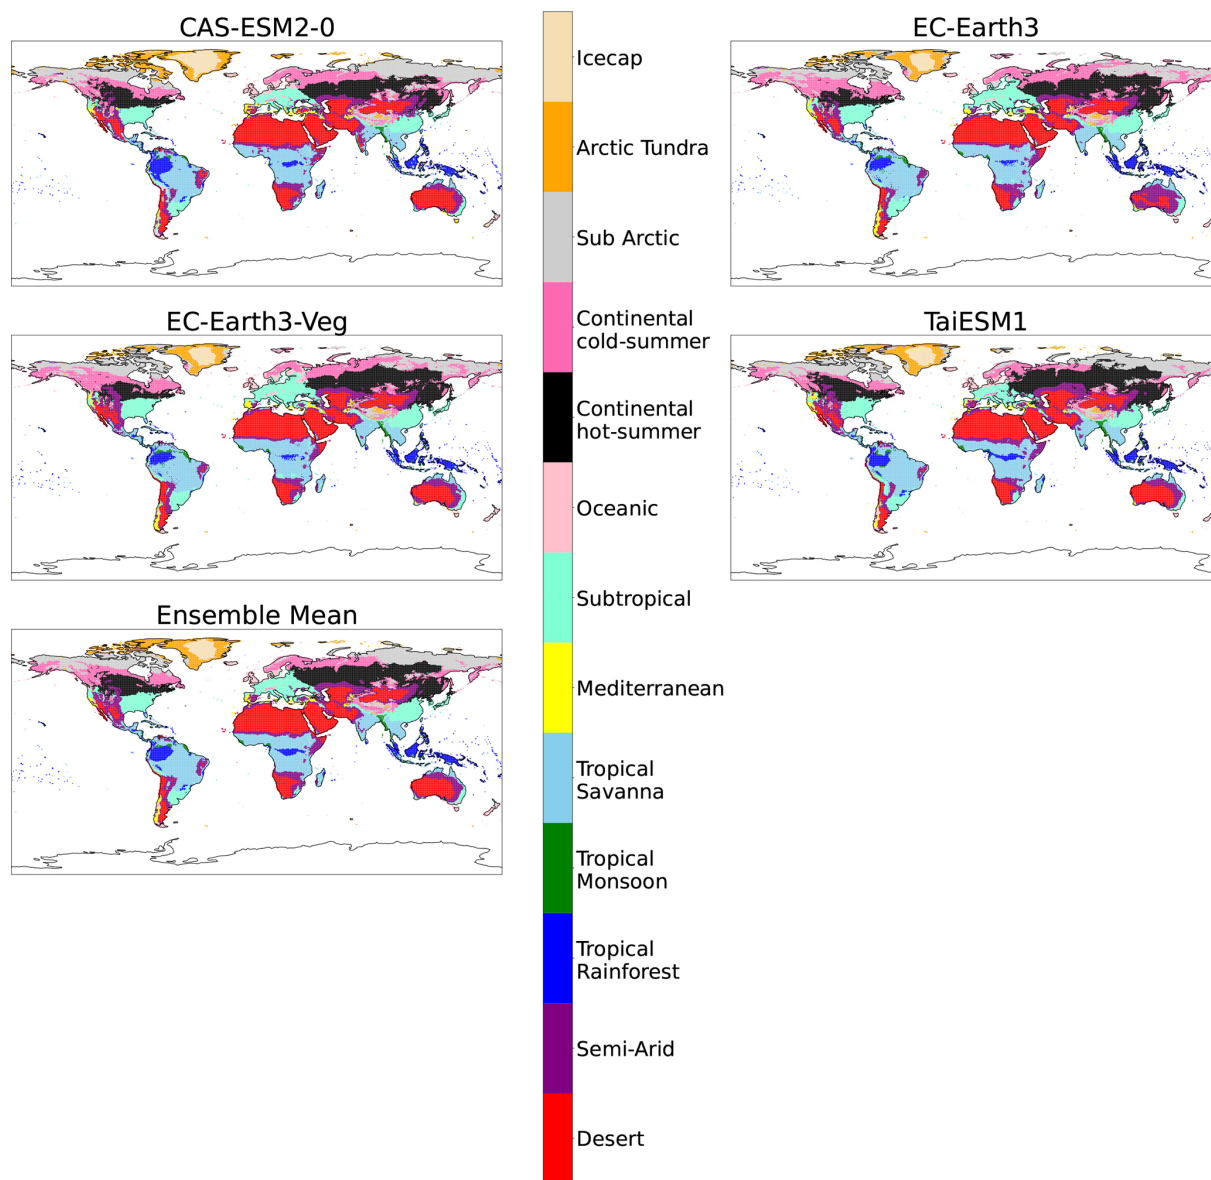 CAS-ESM2-0
EC-Earth3
EC-Earth3-Veg
TaiESM1
Ensemble Mean
Icecap
Arctic Tundra
Sub Arctic
Continental
cold-summer
Continental
hot-summer
Oceanic
Subtropical
Mediterranean
Tropical
Savanna
Tropical
Monsoon
Tropical
Rainforest
Semi-Arid
Desert